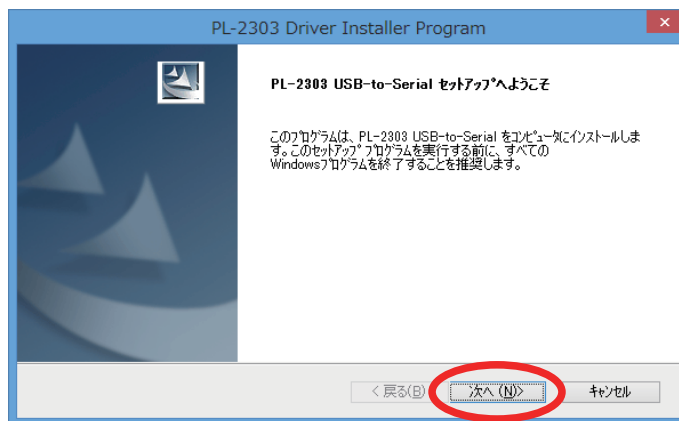 PL-2303 Driver Installer Program
PL-2303 USB-to-Serial ｾｯﾄｱｯﾌﾟへようこそ
このﾌﾟﾛｸﾞﾗﾑは、PL-2303 USB-to-Serial をｺﾝﾋﾟｭｰﾀにｲﾝｽﾄｰﾙしま
す。このｾｯﾄｱｯﾌﾟ ﾌﾟﾛｸﾞﾗﾑを実行する前に、すべての
Windowsﾌﾟﾛｸﾞﾗﾑを終了することを推奨します。
< 戻る(B) 次へ (N)> ｷｬﾝｾﾙ